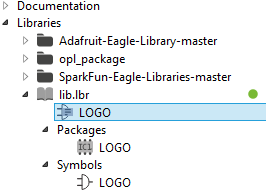 Documentation
Libraries
Adafruit-Eagle-Library-master
opl_package
SparkFun-Eagle-Libraries-master
lib.lbr
LOGO
Packages
LOGO
Symbols
LOGO